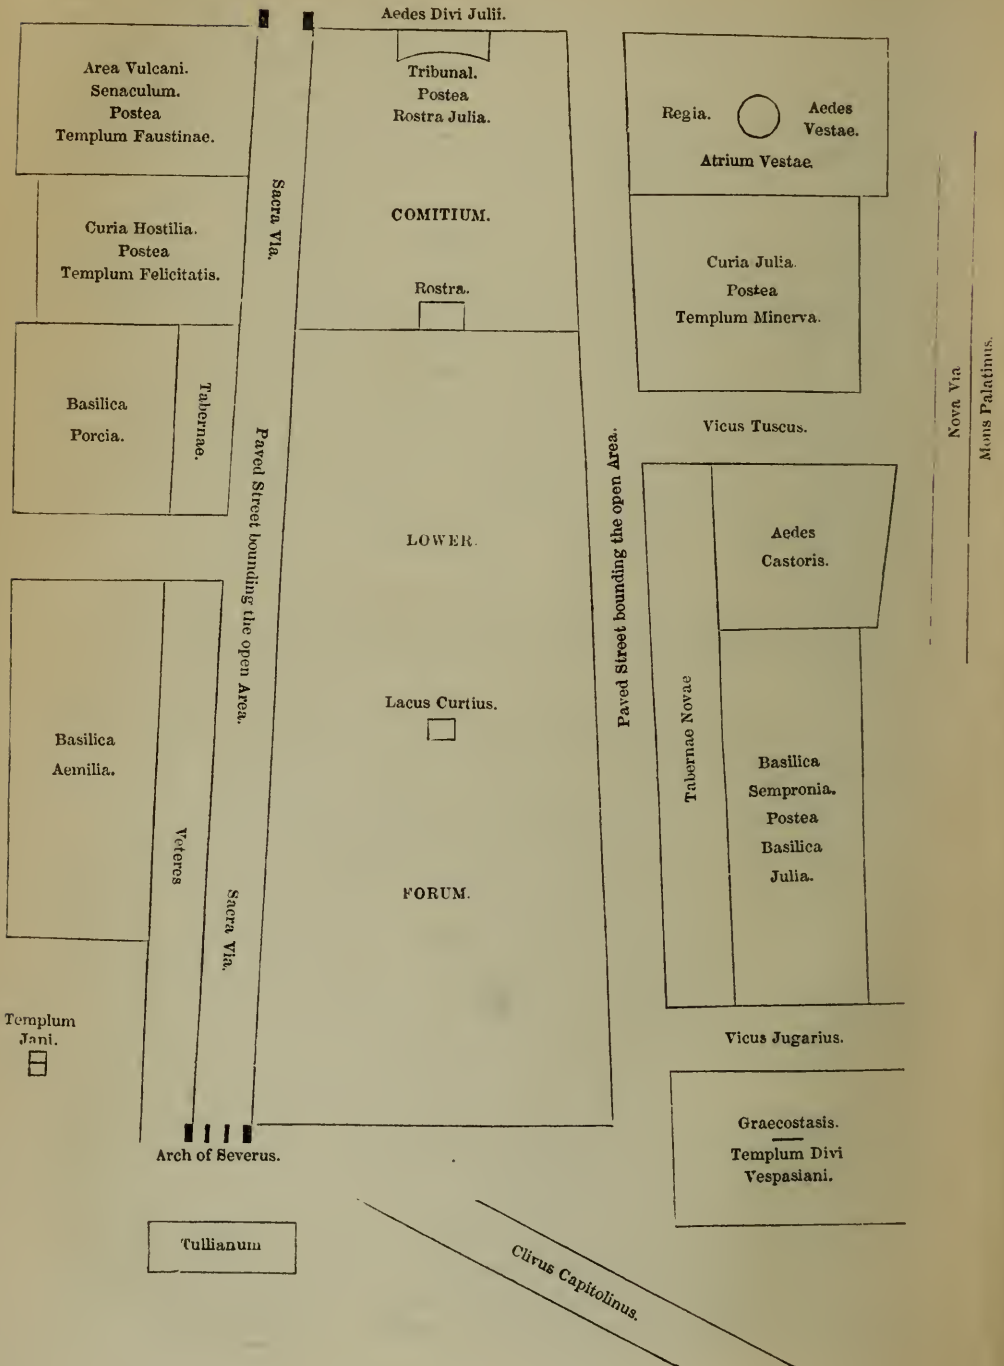 Aedes Divi Julii.
Area Vulcani.
Senaculum.
Postea
Templum Faustinae.
Tribunal.
Postea
Rostra Julia.
Regia.
Aedes
Vestae.
Atrium Vestae.
Sacra Via.
COMITIUM.
Curia Hostilia.
Postea
Templum Felicitatis.
Rostra.
Curia Julia.
Postea
Templum Minerva.
Nova Via
Mons Palatinus.
Basilica
Porcia.
Tabernae.
Paved Street bounding the open Area.
Paved Street bounding the open Area.
Vicus Tuscus.
LOWER.
Aedes
Castoris.
Lacus Curtius.
Basilica
Aemilia.
Veteres
Sacra Via.
Tabernae Novae
Basilica
Sempronia.
Postea
Basilica
Julia.
FORUM.
Templum
Jani.
Vicus Jugarius.
Arch of Severus.
Graecostasis.
Templum Divi
Vespasiani.
Tullianum
Clivus Capitolinus.